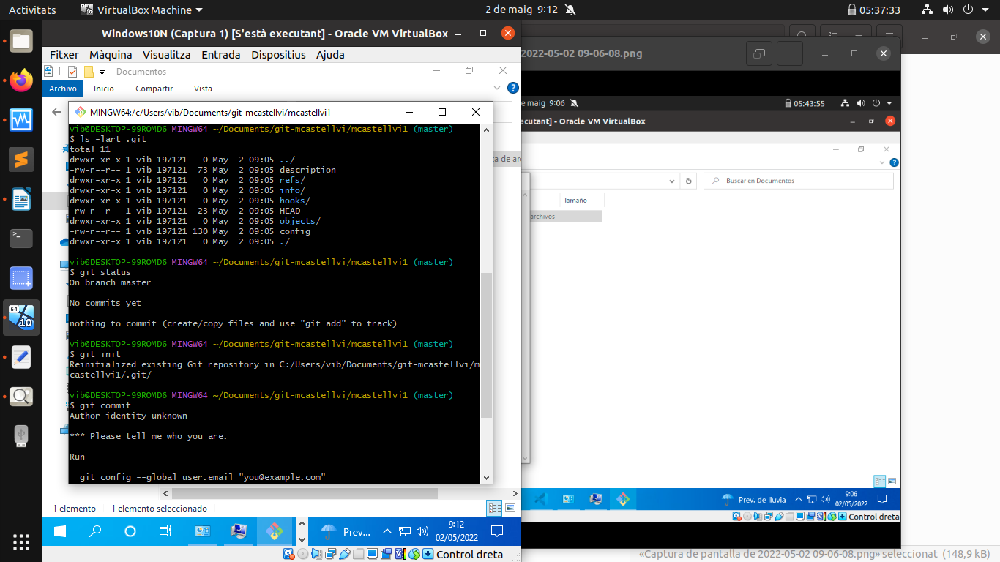 Activitats
VirtualBox Machine
2 de maig 9:12
05:37:33
Windows10N (Captura 1) [S'està executant] - Oracle VM VirtualBox
Fitxer Màquina Visualitza Entrada Dispositius Ajuda
Documentos
Archivo Inicio Compartir Vista
MINGW64:/c/Users/vib/Documents/git-mcastellvi/mcastellvi1
vib@DESKTOP-99ROMD6 MINGW64 ~/Documents/git-mcastellvi/mcastellvi1 (master)
$ ls -lart .git
total 11
drwxr-xr-x 1 vib 197121   0 May  2 09:05 ../
-rw-r--r-- 1 vib 197121  73 May  2 09:05 description
drwxr-xr-x 1 vib 197121   0 May  2 09:05 refs/
drwxr-xr-x 1 vib 197121   0 May  2 09:05 info/
drwxr-xr-x 1 vib 197121   0 May  2 09:05 hooks/
-rw-r--r-- 1 vib 197121  23 May  2 09:05 HEAD
drwxr-xr-x 1 vib 197121   0 May  2 09:05 objects/
-rw-r--r-- 1 vib 197121 130 May  2 09:05 config
drwxr-xr-x 1 vib 197121   0 May  2 09:05 ./
vib@DESKTOP-99ROMD6 MINGW64 ~/Documents/git-mcastellvi/mcastellvi1 (master)
$ git status
On branch master
No commits yet
nothing to commit (create/copy files and use "git add" to track)
vib@DESKTOP-99ROMD6 MINGW64 ~/Documents/git-mcastellvi/mcastellvi1 (master)
$ git init
Reinitialized existing Git repository in C:/Users/vib/Documents/git-mcastellvi/m
castellvi1/.git/
vib@DESKTOP-99ROMD6 MINGW64 ~/Documents/git-mcastellvi/mcastellvi1 (master)
$ git commit
Author identity unknown
*** Please tell me who you are.
Run
  git config --global user.email "you@example.com"
1 elemento 1 elemento seleccionado
Prev...
9:12
02/05/2022
Control dreta
64
10
ta de ar
2022-05-02 09-06-08.png
e maig 9:06
05:43:55
ecutant] - Oracle VM VirtualBox
Buscar en Documentos
Tamaño
archivos
Prev. de lluvia
9:06
02/05/2022
Control dreta
«Captura de pantalla de 2022-05-02 09-06-08.png» seleccionat (148,9 kB)